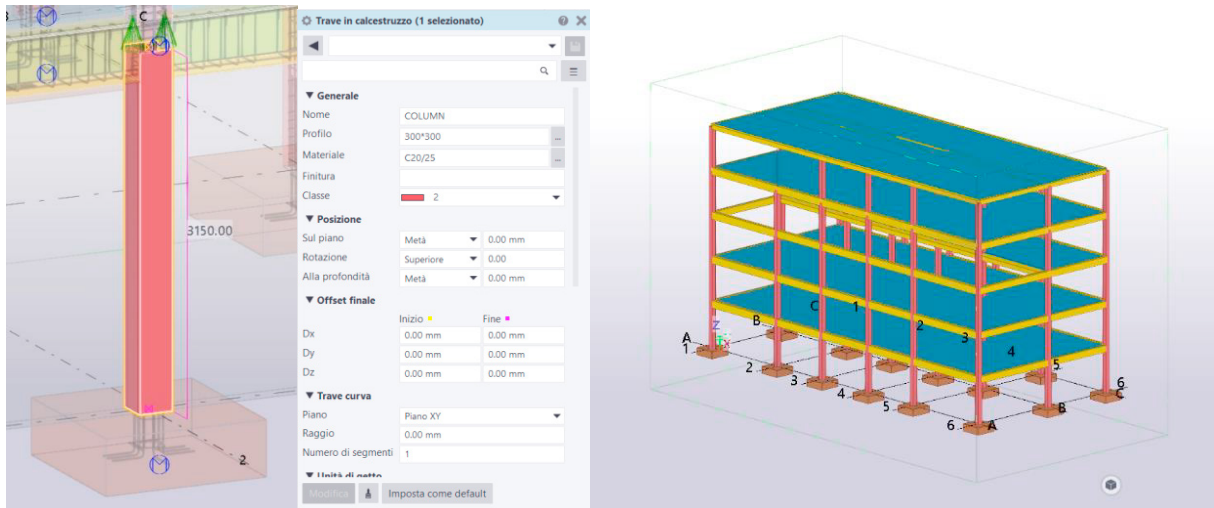 B
C
M
M
3150.00
M
2
Trave in calcestruzzo (1 selezionato)
Generale
Nome COLUMN
Profilo 300*300 ...
Materiale C20/25 ...
Finitura
Classe 2
Posizione
Sul piano Metà 0.00 mm
Rotazione Superiore 0.00
Alla profondità Metà 0.00 mm
Offset finale
Inizio Fine
Dx 0.00 mm 0.00 mm
Dy 0.00 mm 0.00 mm
Dz 0.00 mm 0.00 mm
Trave curva
Piano Piano XY
Raggio 0.00 mm
Numero di segmenti 1
Unità di getto
Modifica Imposta come default
C 1 2 3 4
Z
X
A B
1 2 3 4 5 6 A
5
6
B C